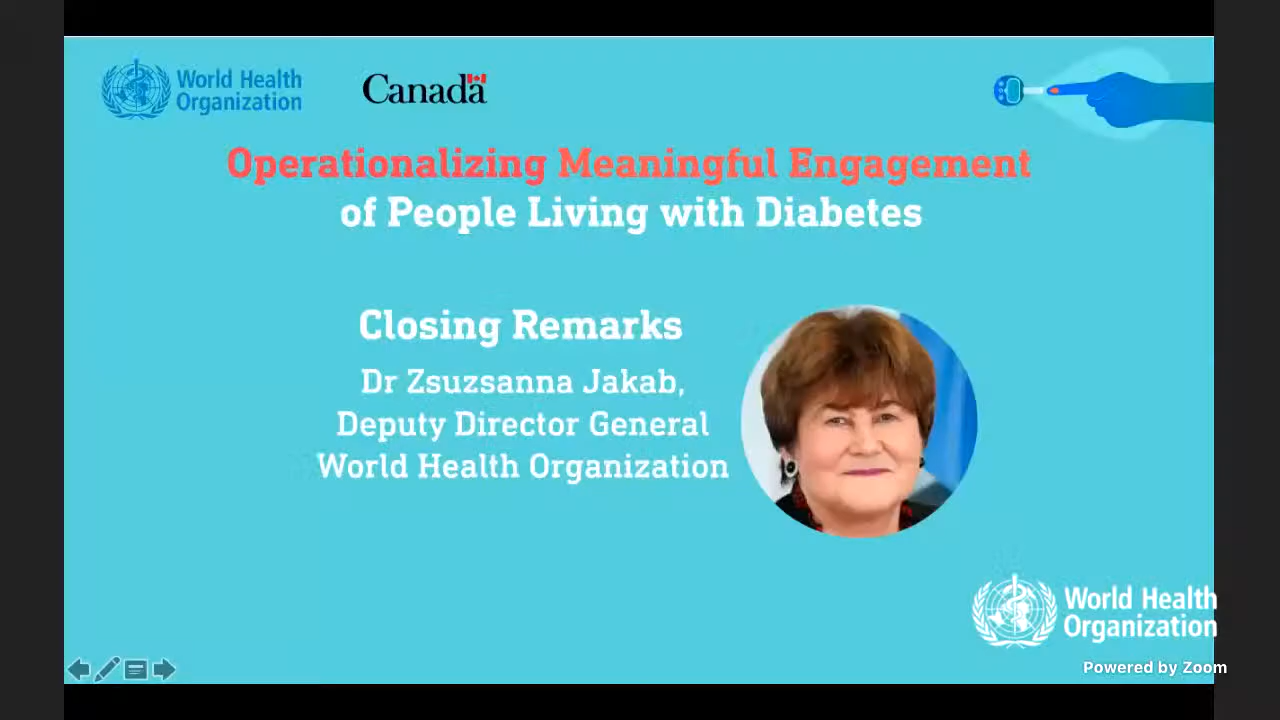 World Health
Organization
Canada
Operationalizing Meaningful Engagement
of People Living with Diabetes
Closing Remarks
Dr Zsuzsanna Jakab,
Deputy Director General
World Health Organization
World Health
Organization
Powered by Zoom